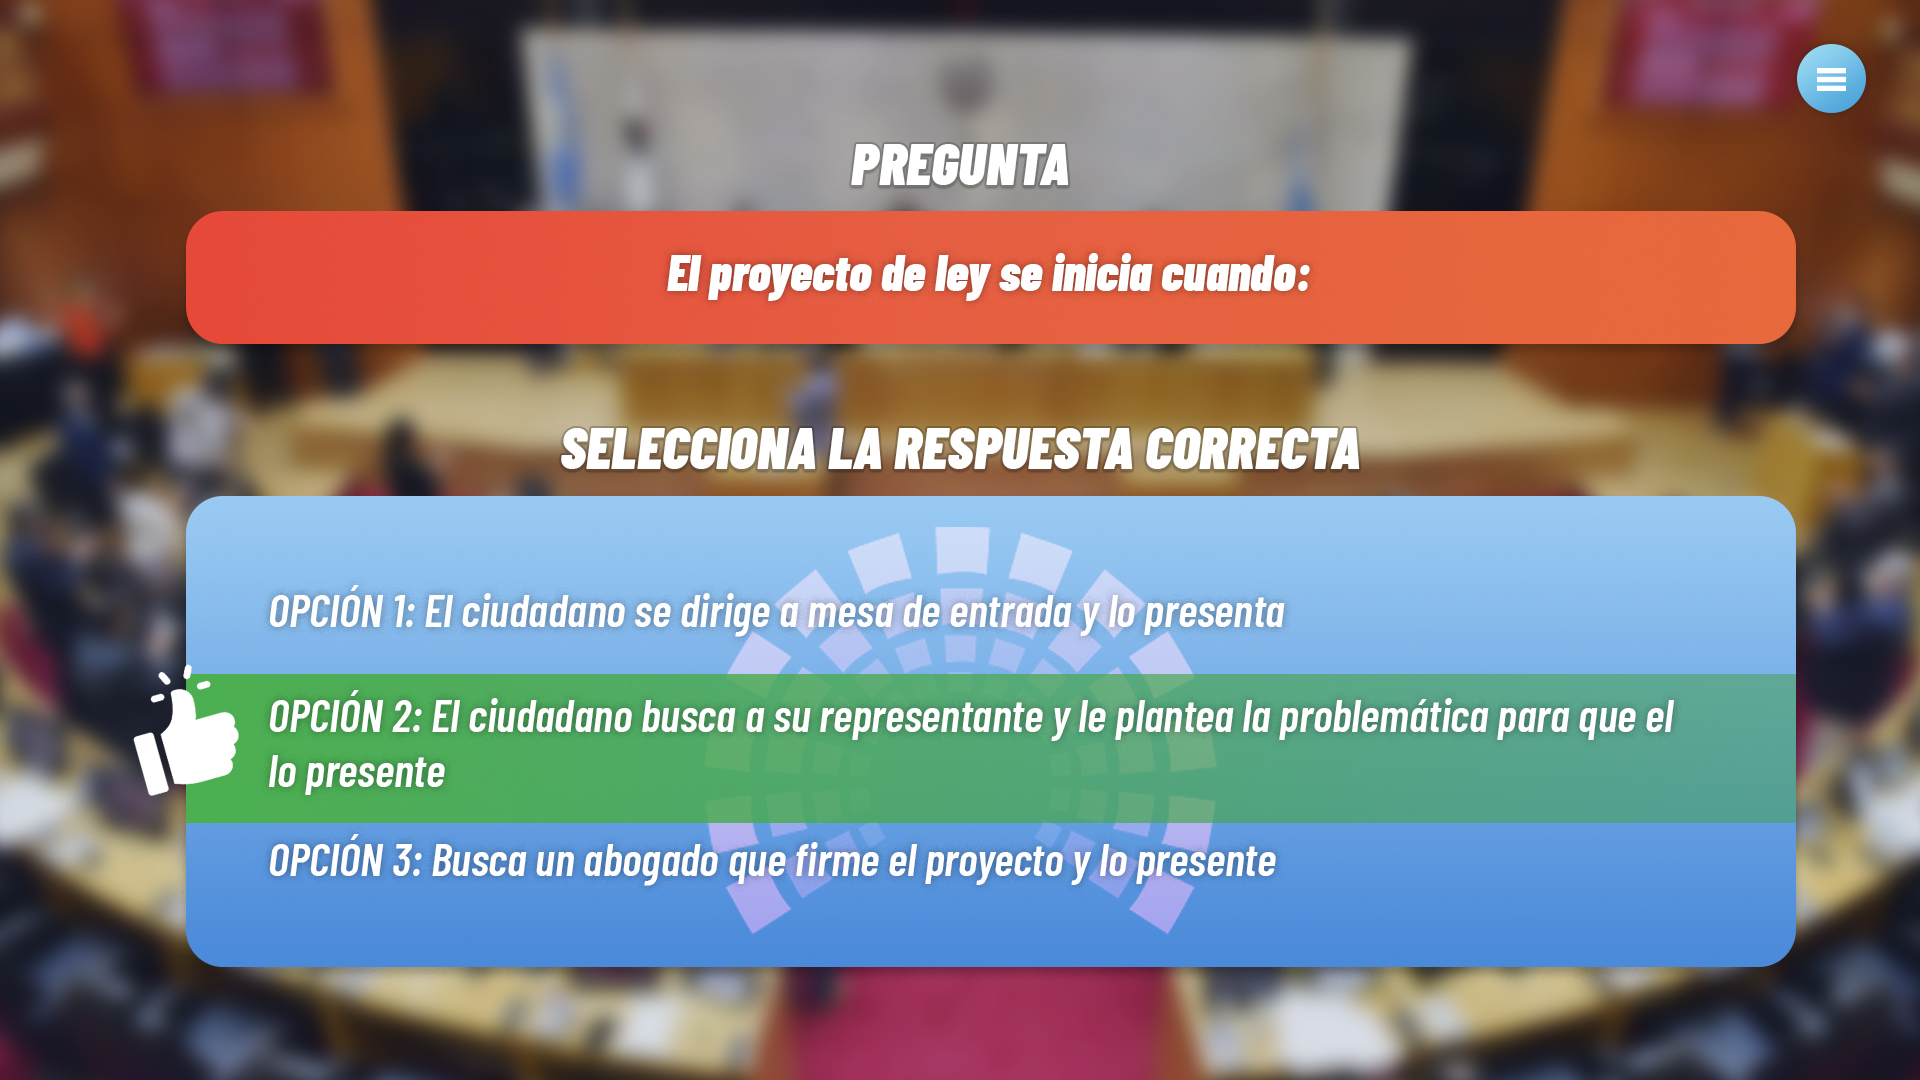 PREGUNTA
El proyecto de ley se inicia cuando:
SELECCIONA LA RESPUESTA CORRECTA
OPCIÓN 1: El ciudadano se dirige a mesa de entrada y lo presenta
OPCIÓN 2: El ciudadano busca a su representante y le plantea la problemática para que el
lo presente
OPCIÓN 3: Busca un abogado que firme el proyecto y lo presente